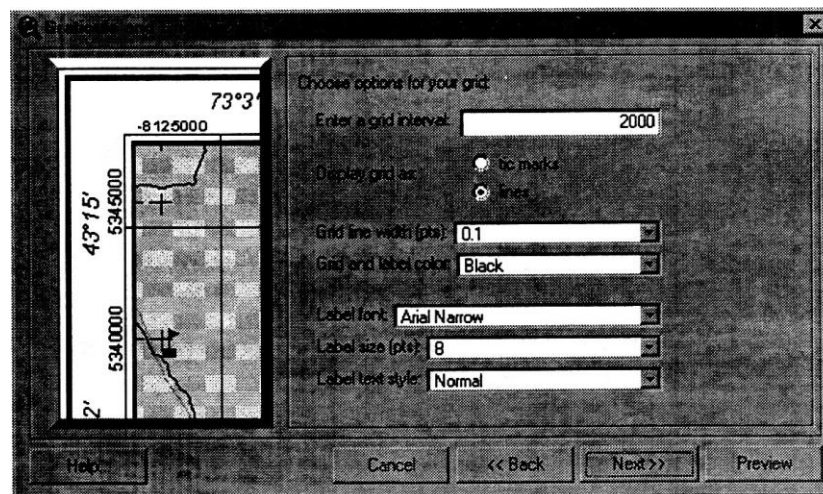 73°3'
-8125000
43°15'
5345000
5340000
2'
Choose options for your grid:
Enter a grid interval: 2000
Display grid as:
tic marks
lines
Grid line width (pts): 0.1
Grid and label color: Black
Label font: Arial Narrow
Label size (pts): 8
Label text style: Normal
Help
Cancel
<< Back
Next >>
Preview